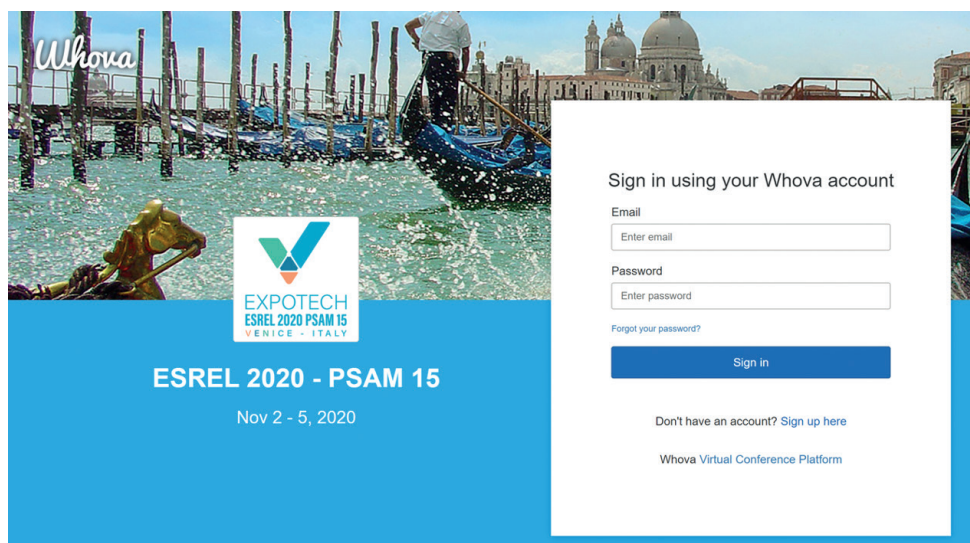 Whova
EXPOTECH
ESREL 2020 PSAM 15
VENICE - ITALY
ESREL 2020 - PSAM 15
Nov 2 - 5, 2020
Sign in using your Whova account
Email
Enter email
Password
Enter password
Forgot your password?
Sign in
Don't have an account? Sign up here
Whova Virtual Conference Platform